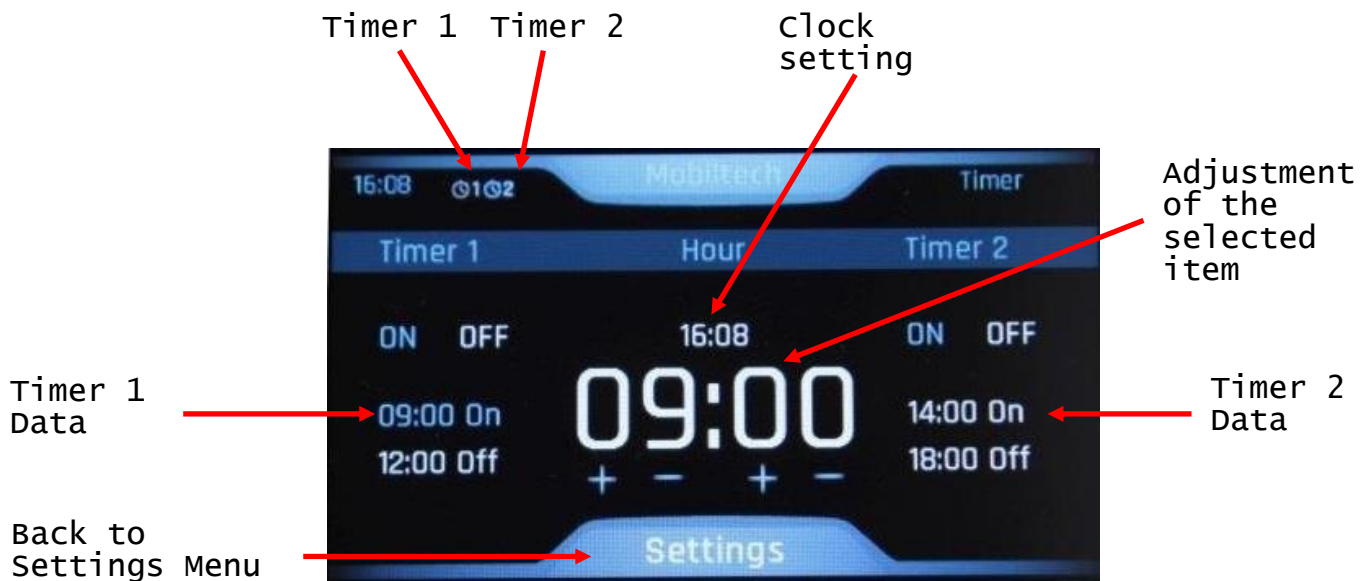 Timer 1 Timer 2
Clock
setting
16:08 1 2
Mobiltech
Timer
Adjustment
of the
selected
item
Timer 1
Hour
Timer 2
ON OFF
16:08
ON OFF
Timer 1
Data
09:00 On
12:00 Off
09:00
+ - + -
14:00 On
18:00 Off
Timer 2
Data
Back to
Settings Menu
Settings